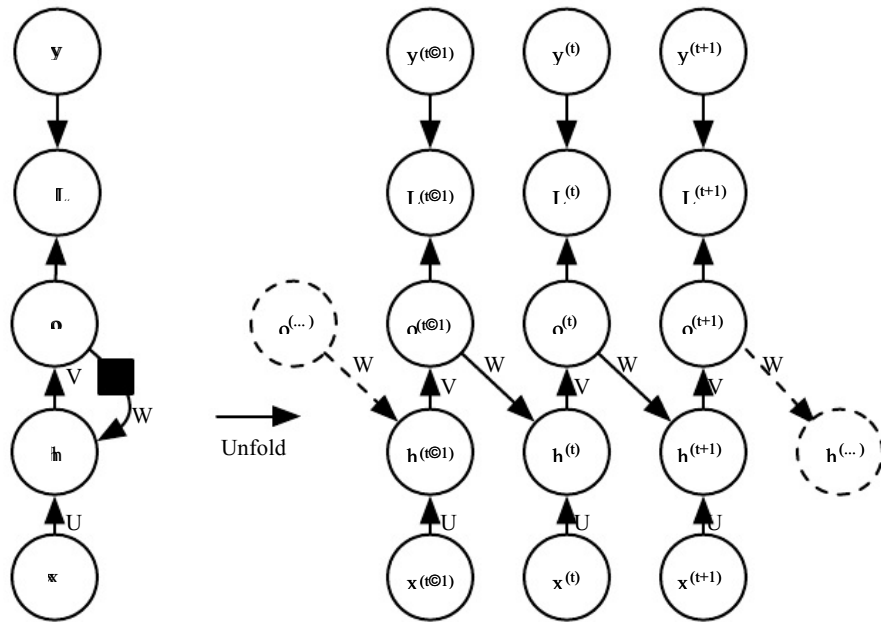 y y(t©1) y(t) y(t+1)
L L(t©1) L(t) L(t+1)
o o(...) o(t©1) o(t) o(t+1)
W W W
V V V V
W
Unfold
h h(t©1) h(t) h(t+1) h(...)
U U U U
x x(t©1) x(t) x(t+1)